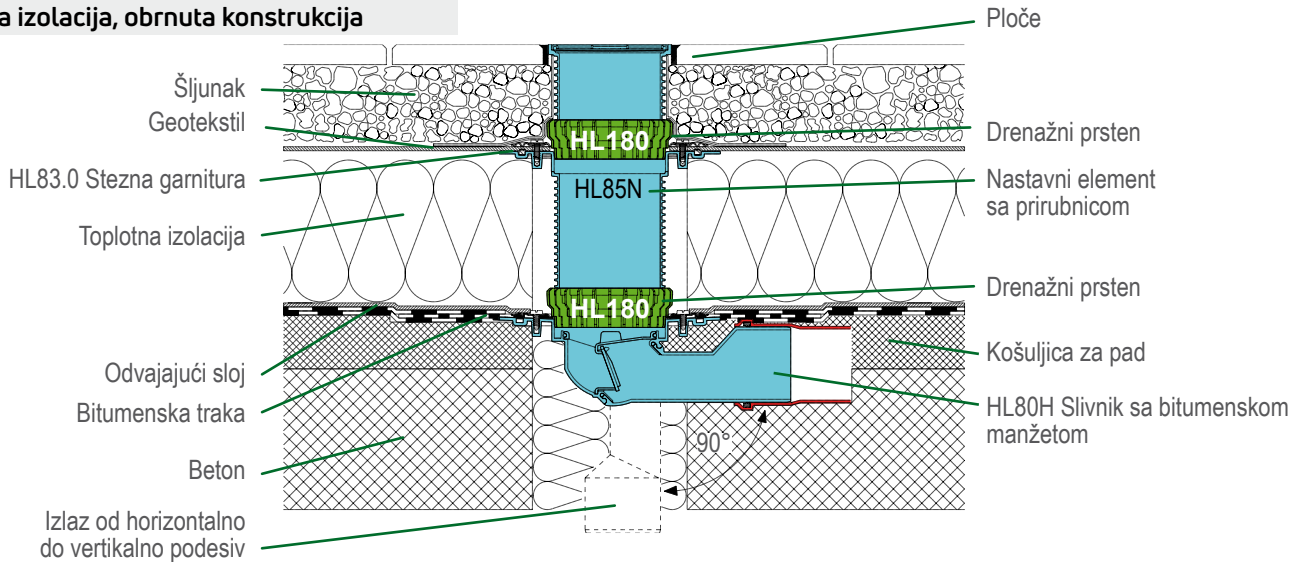 a izolacija, obrnuta konstrukcija
Ploče
Šljunak
Geotekstil
HL83.0 Stezna garnitura
Toplotna izolacija
Odvajajući sloj
Bitumenska traka
Beton
Izlaz od horizontalno
do vertikalno podesiv
HL180
HL85N
HL180
90°
Drenažni prsten
Nastavni element
sa prirubnicom
Drenažni prsten
Košuljica za pad
HL80H Slivnik sa bitumenskom
manžetom